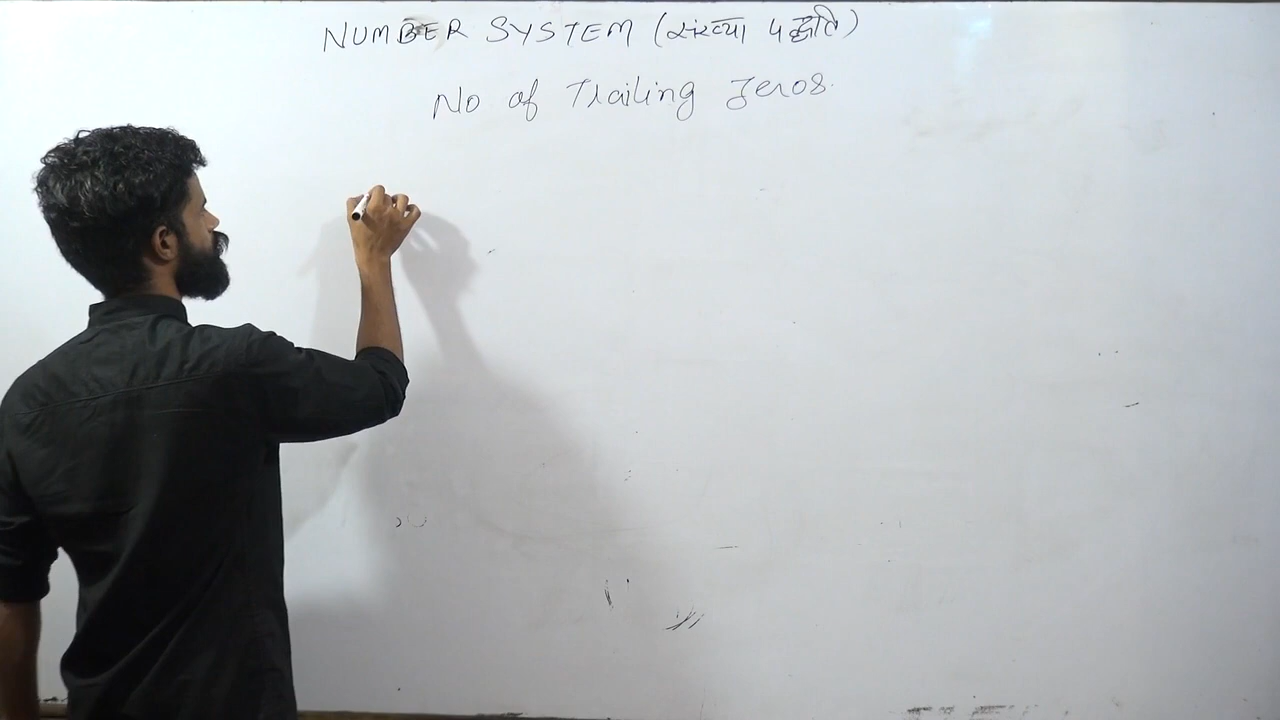 NUMBER SYSTEM (संख्या पद्धति)
No of Trailing Zeros.